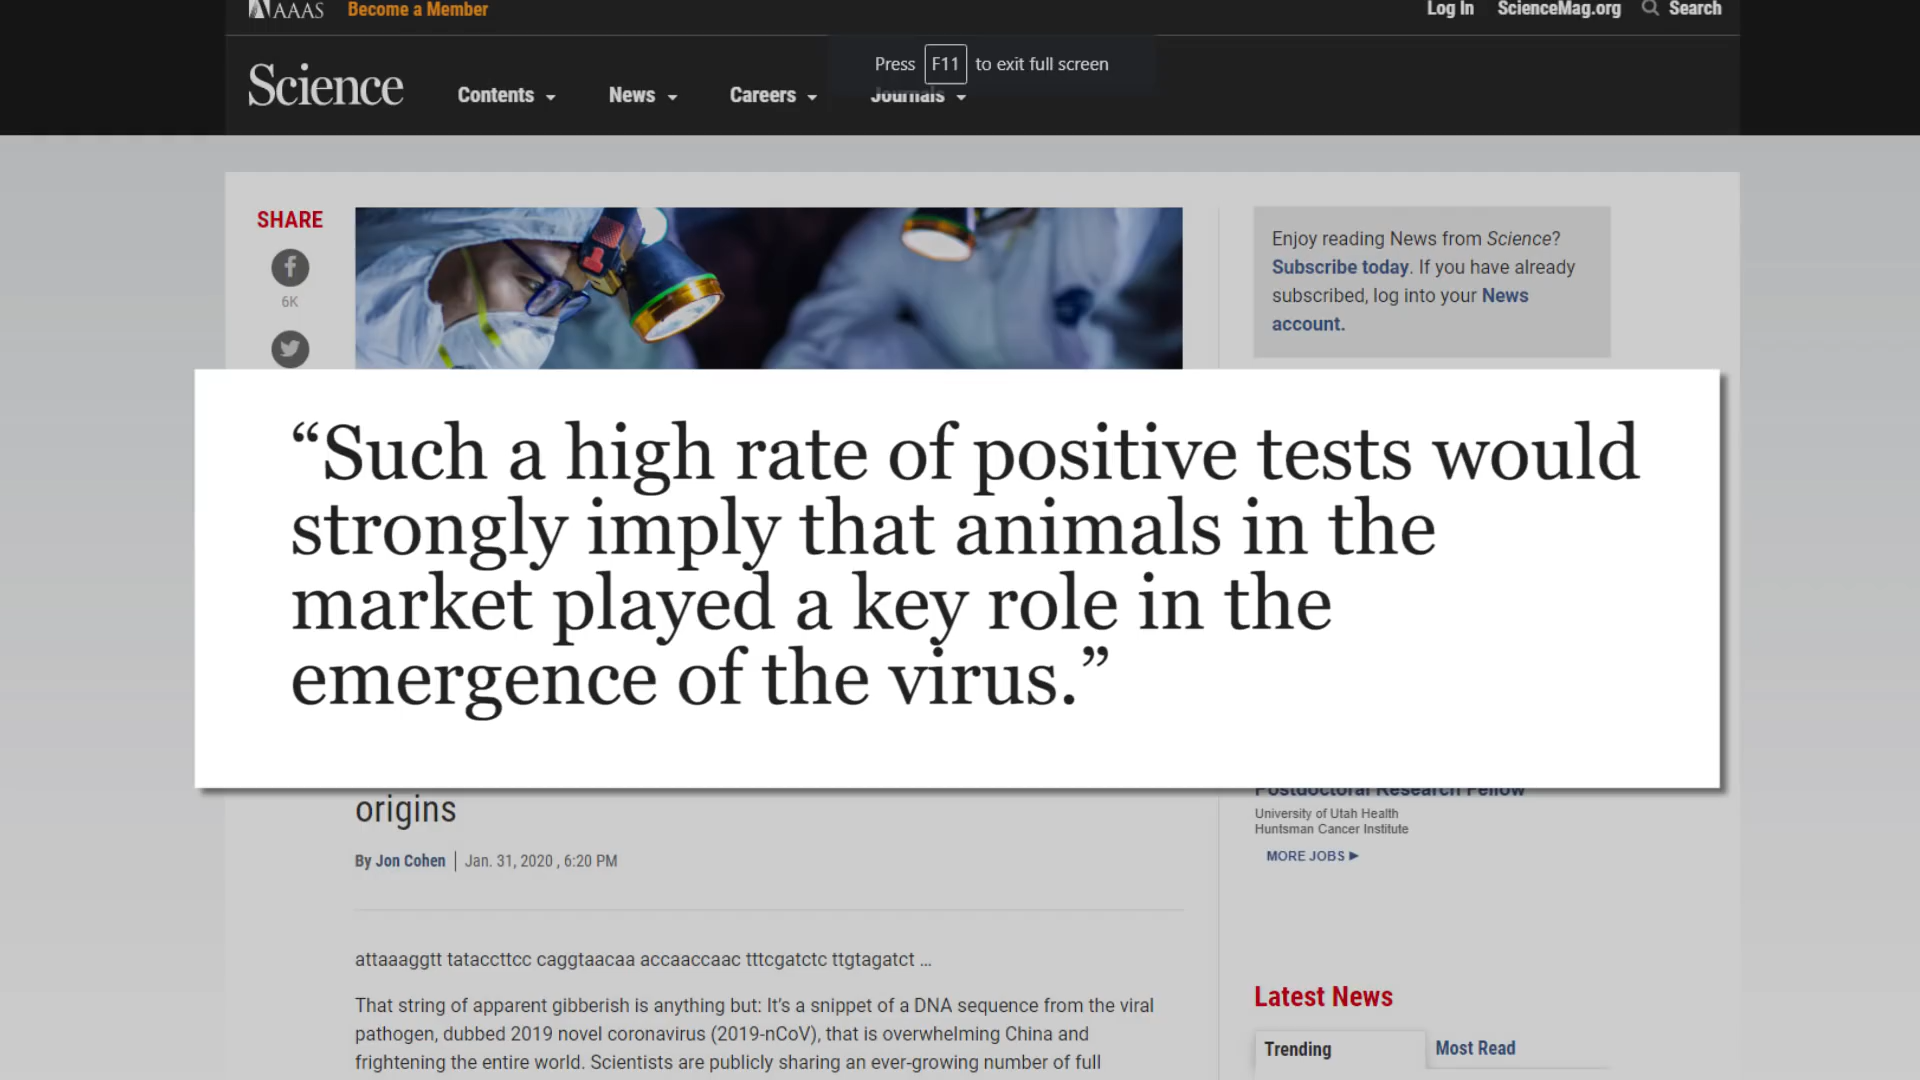 AAAS Become a Member Log In ScienceMag.org Search
Press F11 to exit full screen
Science Contents News Careers Journals
SHARE
6K
Enjoy reading News from Science?
Subscribe today. If you have already
subscribed, log into your News
account.
“Such a high rate of positive tests would
strongly imply that animals in the
market played a key role in the
emergence of the virus.”
origins
By Jon Cohen | Jan. 31, 2020 , 6:20 PM
attaaaggtt tataccttcc caggtaacaa accaaccaac tttcgatctc ttgtagatct ...
That string of apparent gibberish is anything but: It’s a snippet of a DNA sequence from the viral
pathogen, dubbed 2019 novel coronavirus (2019-nCoV), that is overwhelming China and
frightening the entire world. Scientists are publicly sharing an ever-growing number of full
Postdoctoral Research Fellow
University of Utah Health
Huntsman Cancer Institute
MORE JOBS ►
Latest News
Trending Most Read